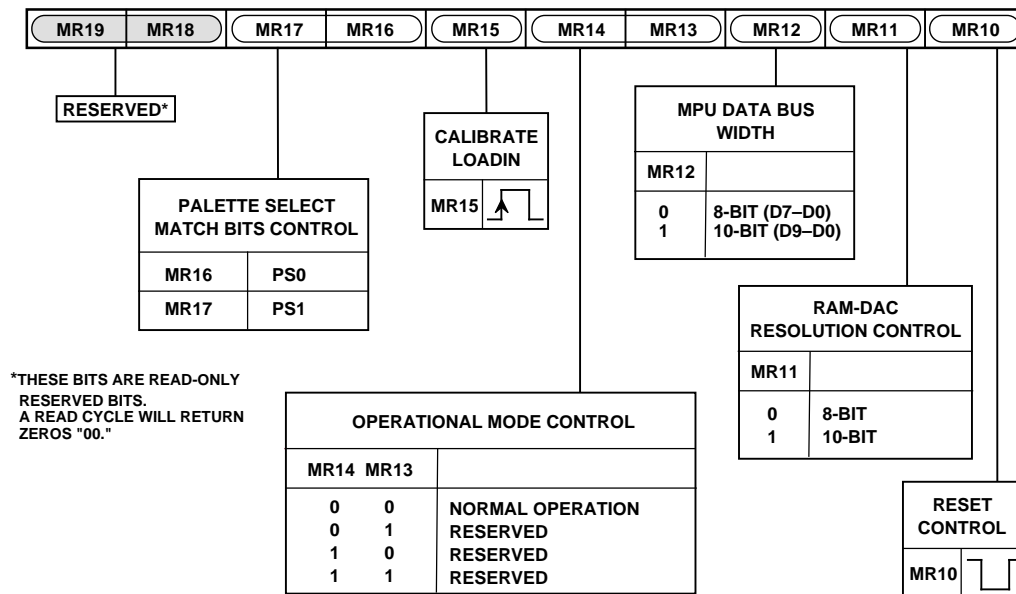 MR19 MR18 MR17 MR16 MR15 MR14 MR13 MR12 MR11 MR10
RESERVED*
PALETTE SELECT
MATCH BITS CONTROL
MR16 PS0
MR17 PS1
CALIBRATE
LOADIN
MR15
MPU DATA BUS
WIDTH
MR12
0 8-BIT (D7–D0)
1 10-BIT (D9–D0)
RAM-DAC
RESOLUTION CONTROL
MR11
0 8-BIT
1 10-BIT
*THESE BITS ARE READ-ONLY
RESERVED BITS.
A READ CYCLE WILL RETURN
ZEROS "00."
OPERATIONAL MODE CONTROL
MR14 MR13
0 0 NORMAL OPERATION
0 1 RESERVED
1 0 RESERVED
1 1 RESERVED
RESET
CONTROL
MR10